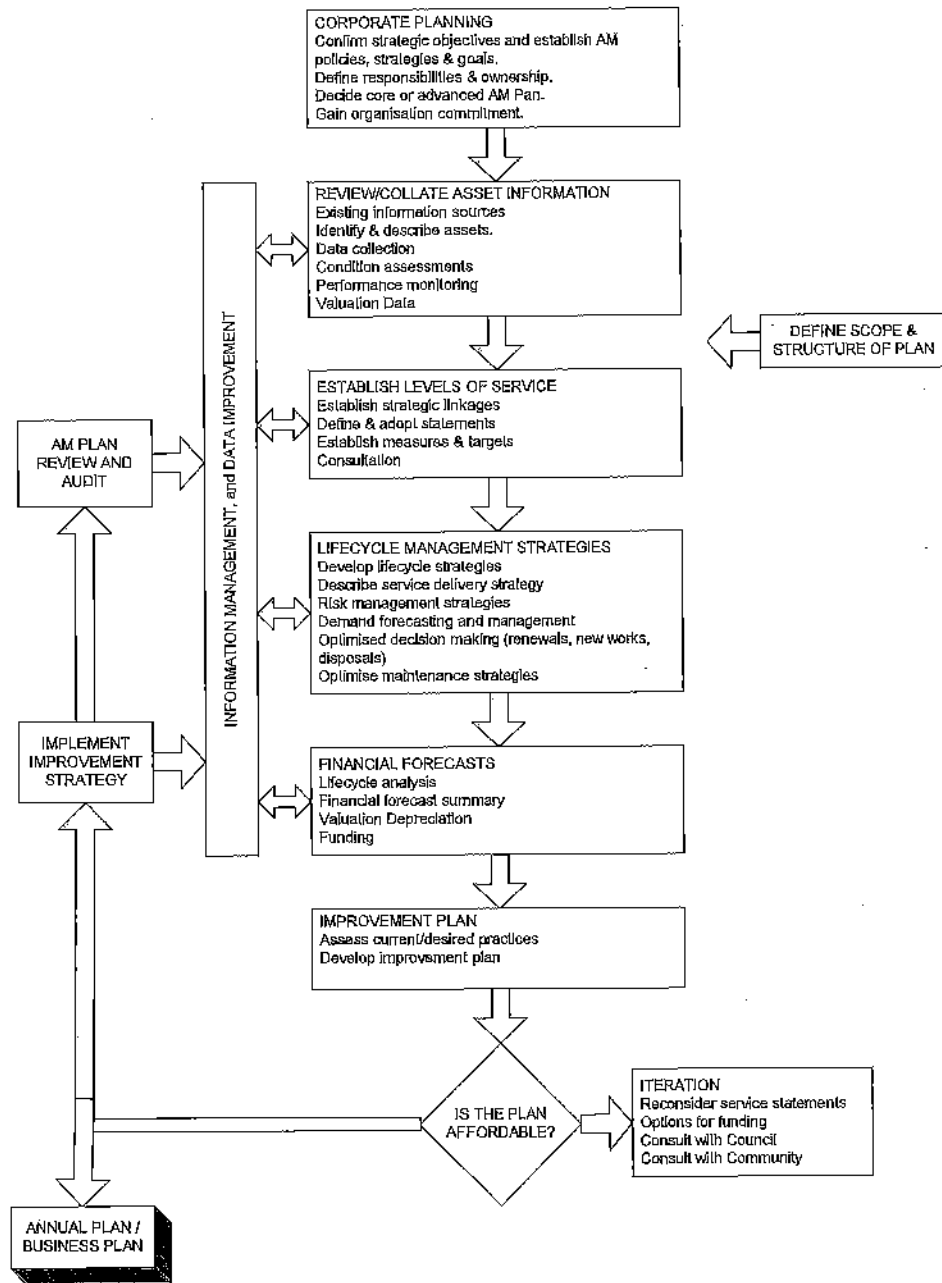 CORPORATE PLANNING
Confirm strategic objectives and establish AM
policies, strategies & goals.
Define responsibilities & ownership.
Decide core or advanced AM Pan.
Gain organisation commitment.
REVIEW/COLLATE ASSET INFORMATION
Existing information sources
Identify & describe assets.
Data collection
Condition assessments
Performance monitoring
Valuation Data
DEFINE SCOPE &
STRUCTURE OF PLAN
INFORMATION MANAGEMENT, and DATA IMPROVEMENT
ESTABLISH LEVELS OF SERVICE
Establish strategic linkages
Define & adopt statements
Establish measures & targets
Consultation
AM PLAN
REVIEW AND
AUDIT
LIFECYCLE MANAGEMENT STRATEGIES
Develop lifecycle strategies
Describe service delivery strategy
Risk management strategies
Demand forecasting and management
Optimised decision making (renewals, new works,
disposals)
Optimise maintenance strategies
IMPLEMENT
IMPROVEMENT
STRATEGY
FINANCIAL FORECASTS
Lifecycle analysis
Financial forecast summary
Valuation Depreciation
Funding
IMPROVEMENT PLAN
Assess current/desired practices
Develop improvement plan
IS THE PLAN
AFFORDABLE?
ITERATION
Reconsider service statements
Options for funding
Consult with Council
Consult with Community
ANNUAL PLAN /
BUSINESS PLAN